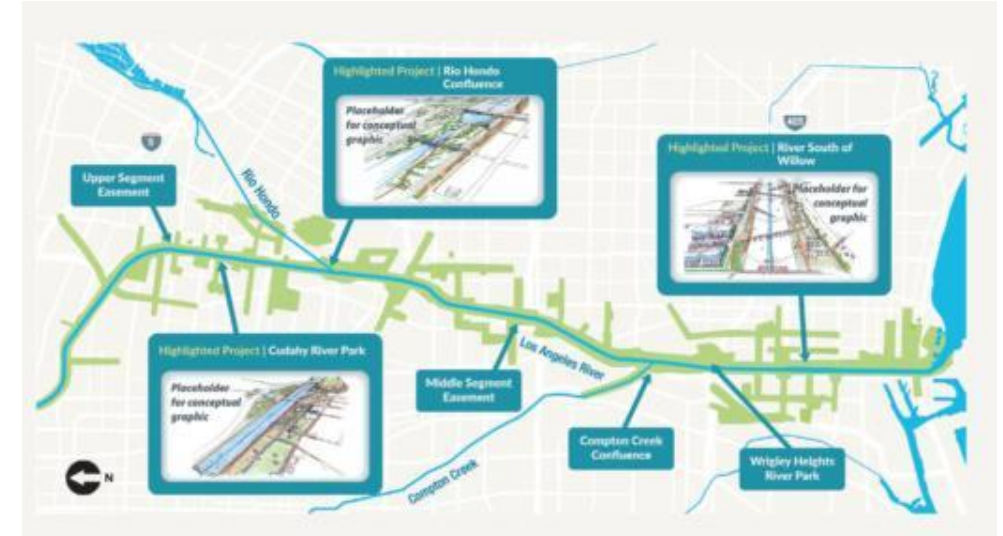 Highlighted Project | Rio Hondo
Confluence
Placeholder
for conceptual
graphic
5
405
Highlighted Project | River South of
Willow
Placeholder for
conceptual
graphic
Upper Segment
Easement
Rio Hondo
Highlighted Project | Cudahy River Park
Placeholder
for conceptual
graphic
Los Angeles River
Middle Segment
Easement
Compton Creek
Confluence
Wrigley Heights
River Park
Compton Creek
N